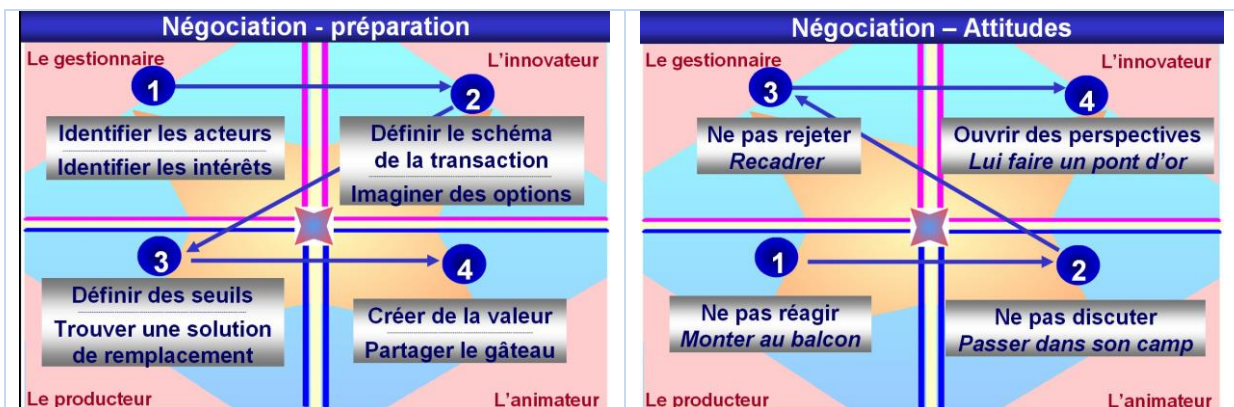 Négociation - préparation
Le gestionnaire
L'innovateur
1
2
Identifier les acteurs
Identifier les intérêts
Définir le schéma
de la transaction
Imaginer des options
3
4
Définir des seuils
Trouver une solution
de remplacement
Créer de la valeur
Partager le gâteau
Le producteur
L'animateur
Négociation – Attitudes
Le gestionnaire
L'innovateur
3
4
Ne pas rejeter
Recadrer
Ouvrir des perspectives
Lui faire un pont d'or
1
2
Ne pas réagir
Monter au balcon
Ne pas discuter
Passer dans son camp
Le producteur
L'animateur